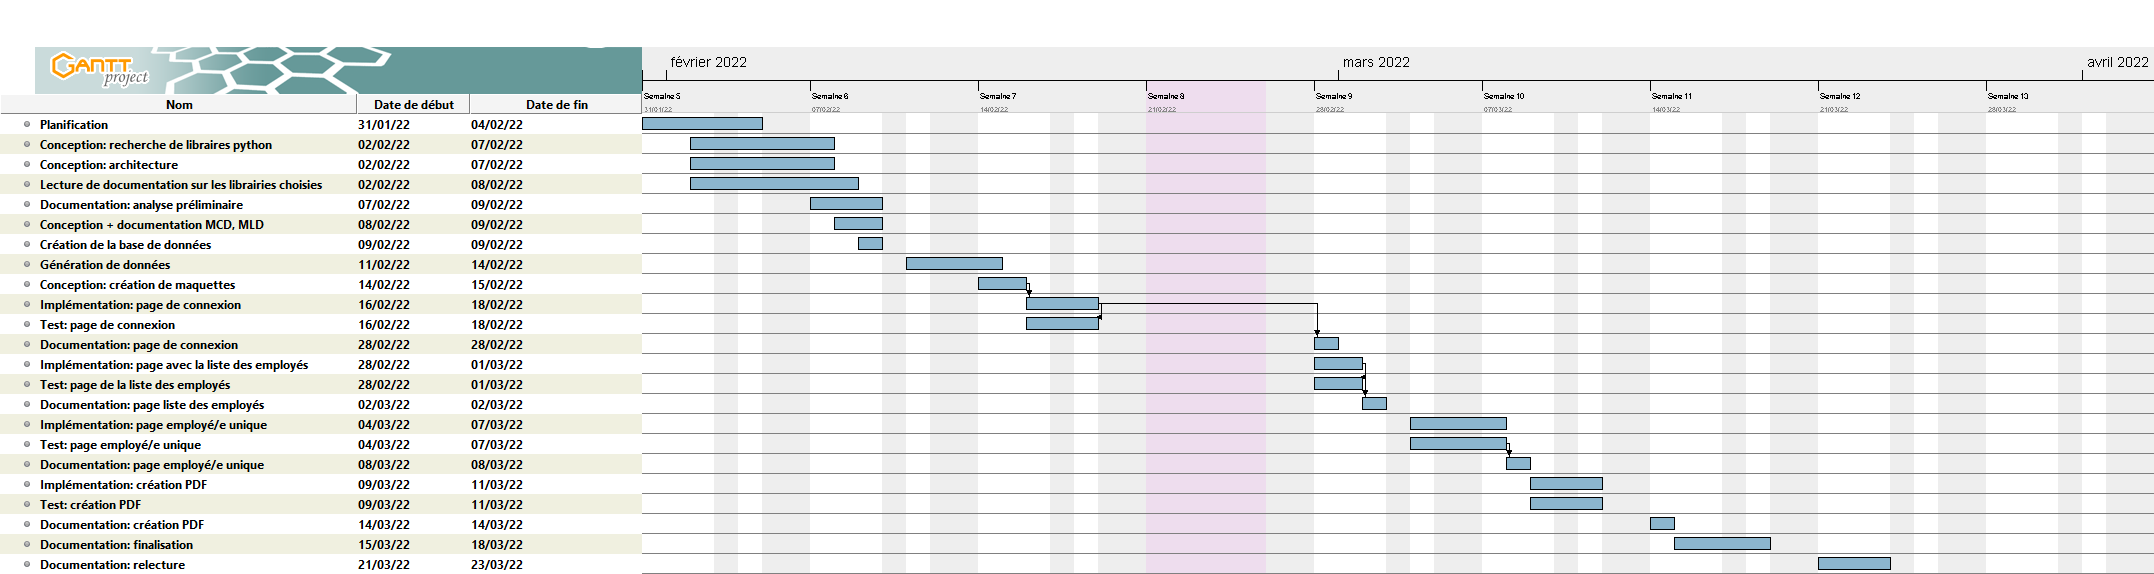 GANTT
project
février 2022 mars 2022 avril 2022
Nom Date de début Date de fin
Semaine 5 Semaine 6 Semaine 7 Semaine 8 Semaine 9 Semaine 10 Semaine 11 Semaine 12 Semaine 13
31/01/22 07/02/22 14/02/22 21/02/22 28/02/22 07/03/22 14/03/22 21/03/22 28/03/22
Planification 31/01/22 04/02/22
Conception: recherche de libraires python 02/02/22 07/02/22
Conception: architecture 02/02/22 07/02/22
Lecture de documentation sur les librairies choisies 02/02/22 08/02/22
Documentation: analyse préliminaire 07/02/22 09/02/22
Conception + documentation MCD, MLD 08/02/22 09/02/22
Création de la base de données 09/02/22 09/02/22
Génération de données 11/02/22 14/02/22
Conception: création de maquettes 14/02/22 15/02/22
Implémentation: page de connexion 16/02/22 18/02/22
Test: page de connexion 16/02/22 18/02/22
Documentation: page de connexion 28/02/22 28/02/22
Implémentation: page avec la liste des employés 28/02/22 01/03/22
Test: page de la liste des employés 28/02/22 01/03/22
Documentation: page liste des employés 02/03/22 02/03/22
Implémentation: page employé/e unique 04/03/22 07/03/22
Test: page employé/e unique 04/03/22 07/03/22
Documentation: page employé/e unique 08/03/22 08/03/22
Implémentation: création PDF 09/03/22 11/03/22
Test: création PDF 09/03/22 11/03/22
Documentation: création PDF 14/03/22 14/03/22
Documentation: finalisation 15/03/22 18/03/22
Documentation: relecture 21/03/22 23/03/22